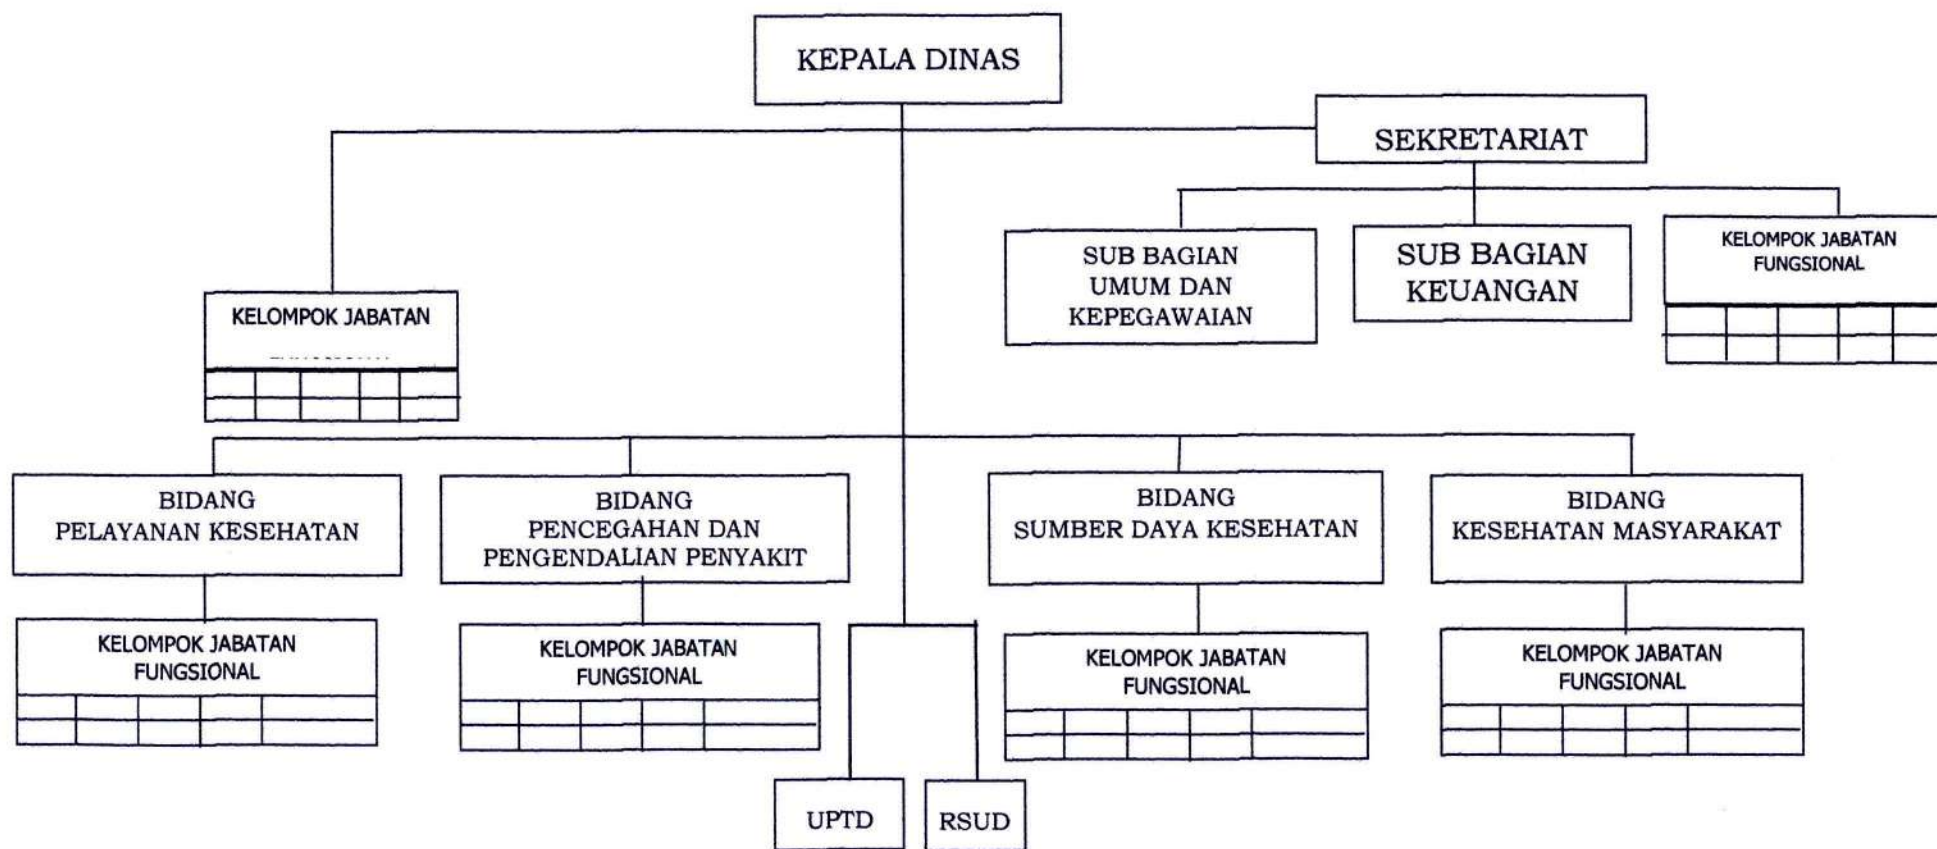 KEPALA DINAS
SEKRETARIAT
SUB BAGIAN
UMUM DAN
KEPEGAWAIAN
SUB BAGIAN
KEUANGAN
KELOMPOK JABATAN
FUNGSIONAL
KELOMPOK JABATAN
BIDANG
PELAYANAN KESEHATAN
BIDANG
PENCEGAHAN DAN
PENGENDALIAN PENYAKIT
BIDANG
SUMBER DAYA KESEHATAN
BIDANG
KESEHATAN MASYARAKAT
KELOMPOK JABATAN
FUNGSIONAL
KELOMPOK JABATAN
FUNGSIONAL
KELOMPOK JABATAN
FUNGSIONAL
KELOMPOK JABATAN
FUNGSIONAL
UPTD
RSUD